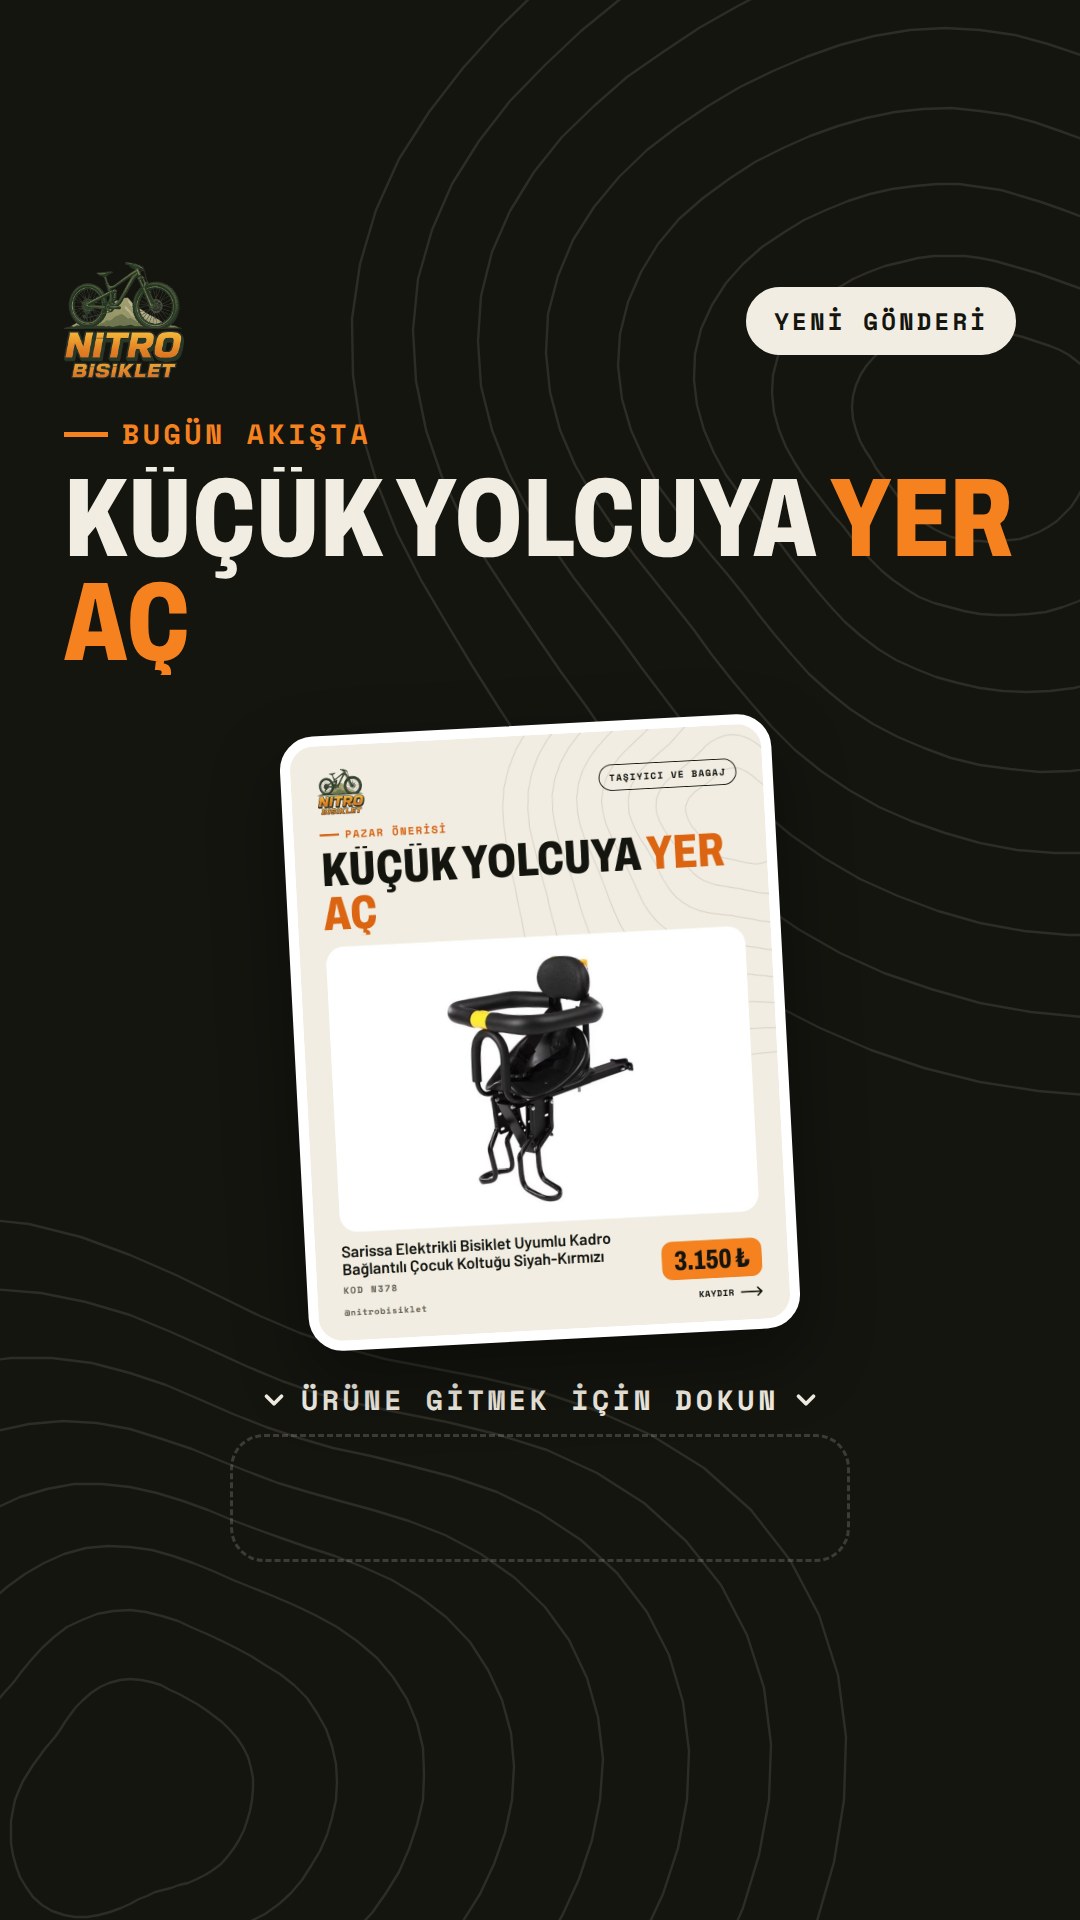 NiTRO
BiSiKLET
YENİ GÖNDERİ
BUGÜN AKIŞTA
KÜÇÜK YOLCUYA YER
AÇ
NiTRO
BiSiKLET
TAŞIYICI VE BAGAJ
PAZAR ÖNERİSİ
KÜÇÜK YOLCUYA YER
AÇ
Sarissa Elektrikli Bisiklet Uyumlu Kadro
Bağlantılı Çocuk Koltuğu Siyah-Kırmızı
3.150 ₺
KOD N378
KAYDIR
@nitrobisiklet
ÜRÜNE GİTMEK İÇİN DOKUN